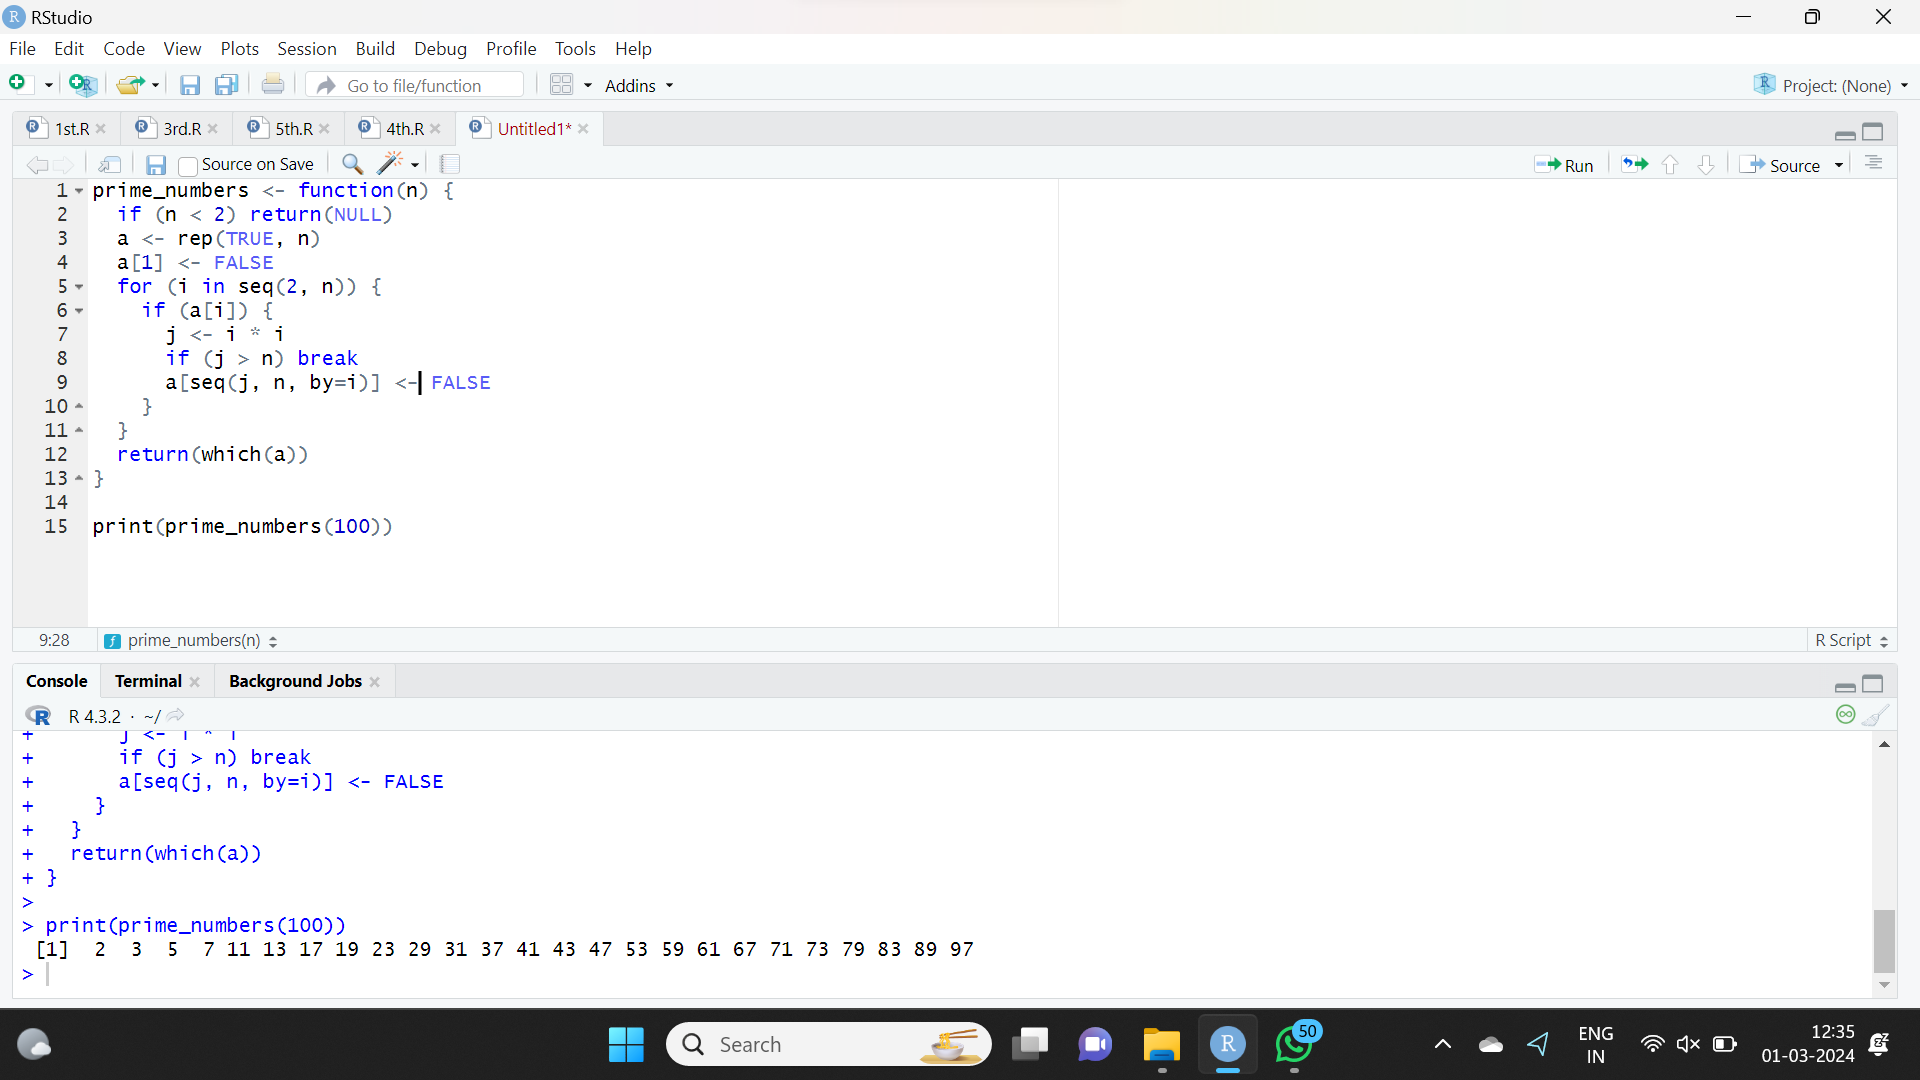 RStudio
File Edit Code View Plots Session Build Debug Profile Tools Help
Go to file/function Addins Project: (None)
1st.R 3rd.R 5th.R 4th.R Untitled1*
Source on Save Run Source
1 prime_numbers <- function(n) {
2   if (n < 2) return(NULL)
3   a <- rep(TRUE, n)
4   a[1] <- FALSE
5   for (i in seq(2, n)) {
6     if (a[i]) {
7       j <- i * i
8       if (j > n) break
9       a[seq(j, n, by=i)] <- FALSE
10     }
11   }
12   return(which(a))
13 }
14
15 print(prime_numbers(100))
9:28 prime_numbers(n) R Script
Console Terminal Background Jobs
R 4.3.2 · ~/
+       j <- i * i
+       if (j > n) break
+       a[seq(j, n, by=i)] <- FALSE
+     }
+   }
+   return(which(a))
+ }
>
> print(prime_numbers(100))
[1]  2  3  5  7 11 13 17 19 23 29 31 37 41 43 47 53 59 61 67 71 73 79 83 89 97
>
Search
R
50
ENG
IN
12:35
01-03-2024